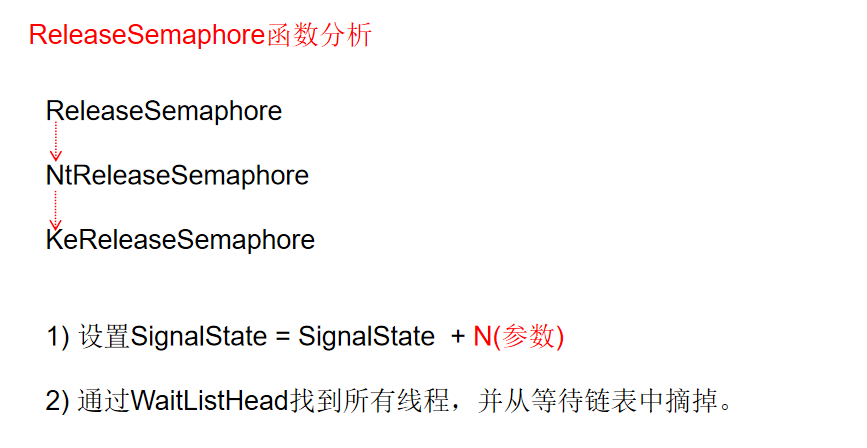 ReleaseSemaphore函数分析
ReleaseSemaphore
NtReleaseSemaphore
KeReleaseSemaphore
1) 设置SignalState = SignalState + N(参数)
2) 通过WaitListHead找到所有线程，并从等待链表中摘掉。